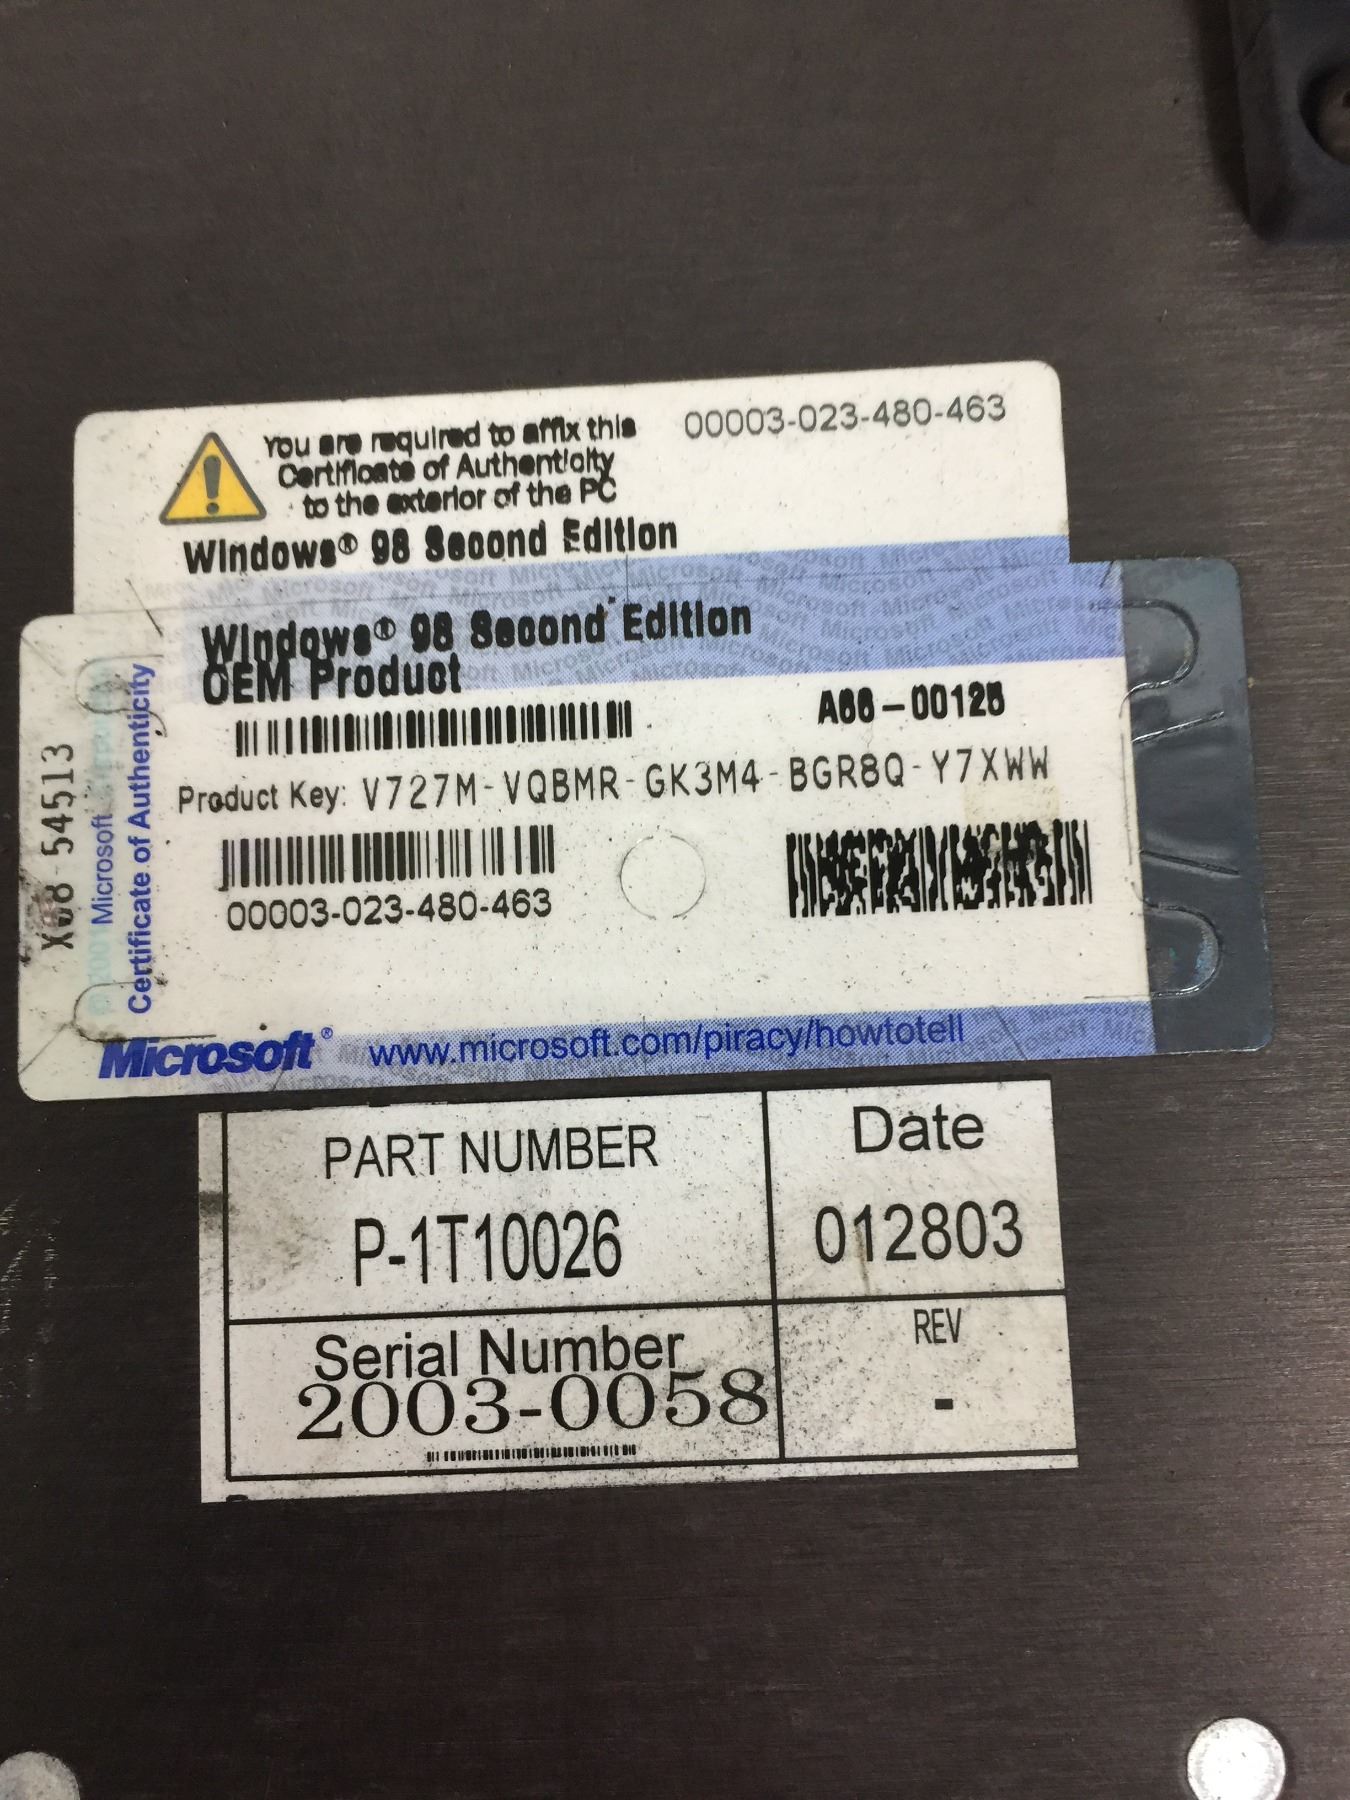 You are required to affix this
Certificate of Authenticity
to the exterior of the PC
00003-023-480-463
Windows® 98 Second Edition
Windows® 98 Second Edition
OEM Product
A66-00125
Product Key: V727M-VQBMR-GK3M4-BGR8Q-Y7XWW
00003-023-480-463
X08-54513
Microsoft
Certificate of Authenticity
Microsoft® www.microsoft.com/piracy/howtotell
PART NUMBER
P-1T10026
Date
012803
Serial Number
2003-0058
REV
-